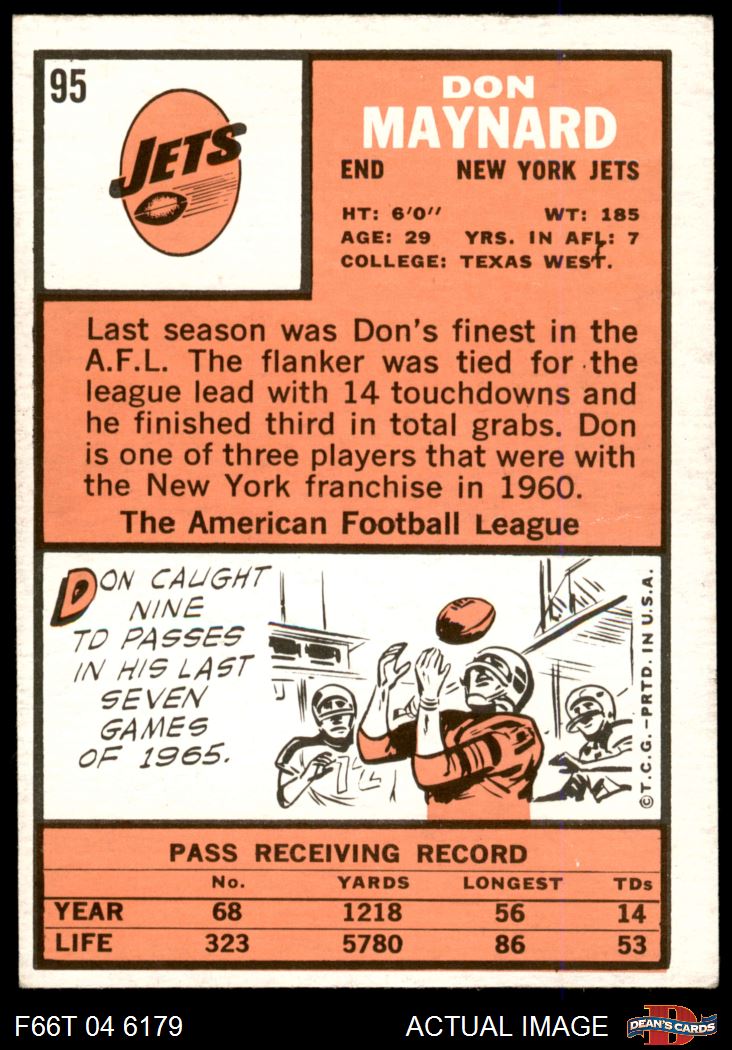 95
JETS
DON
MAYNARD
END NEW YORK JETS
HT: 6'0" WT: 185
AGE: 29 YRS. IN AFL: 7
COLLEGE: TEXAS WEST.
Last season was Don's finest in the
A.F.L. The flanker was tied for the
league lead with 14 touchdowns and
he finished third in total grabs. Don
is one of three players that were with
the New York franchise in 1960.
The American Football League
DON CAUGHT
NINE
TD PASSES
IN HIS LAST
SEVEN
GAMES
OF 1965.
©T.C.G.–PRTD. IN U.S.A.
PASS RECEIVING RECORD
No. YARDS LONGEST TDs
YEAR 68 1218 56 14
LIFE 323 5780 86 53
F66T 04 6179 ACTUAL IMAGE DEAN'S CARDS